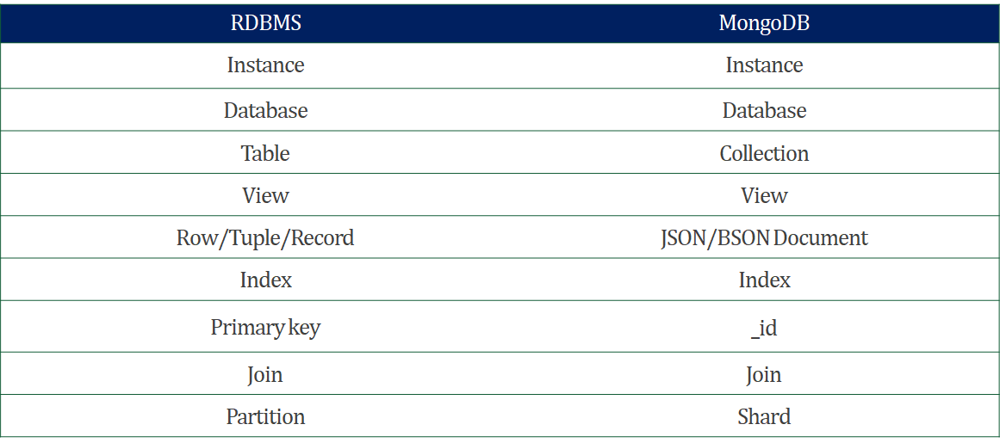 RDBMS MongoDB
Instance Instance
Database Database
Table Collection
View View
Row/Tuple/Record JSON/BSON Document
Index Index
Primary key _id
Join Join
Partition Shard